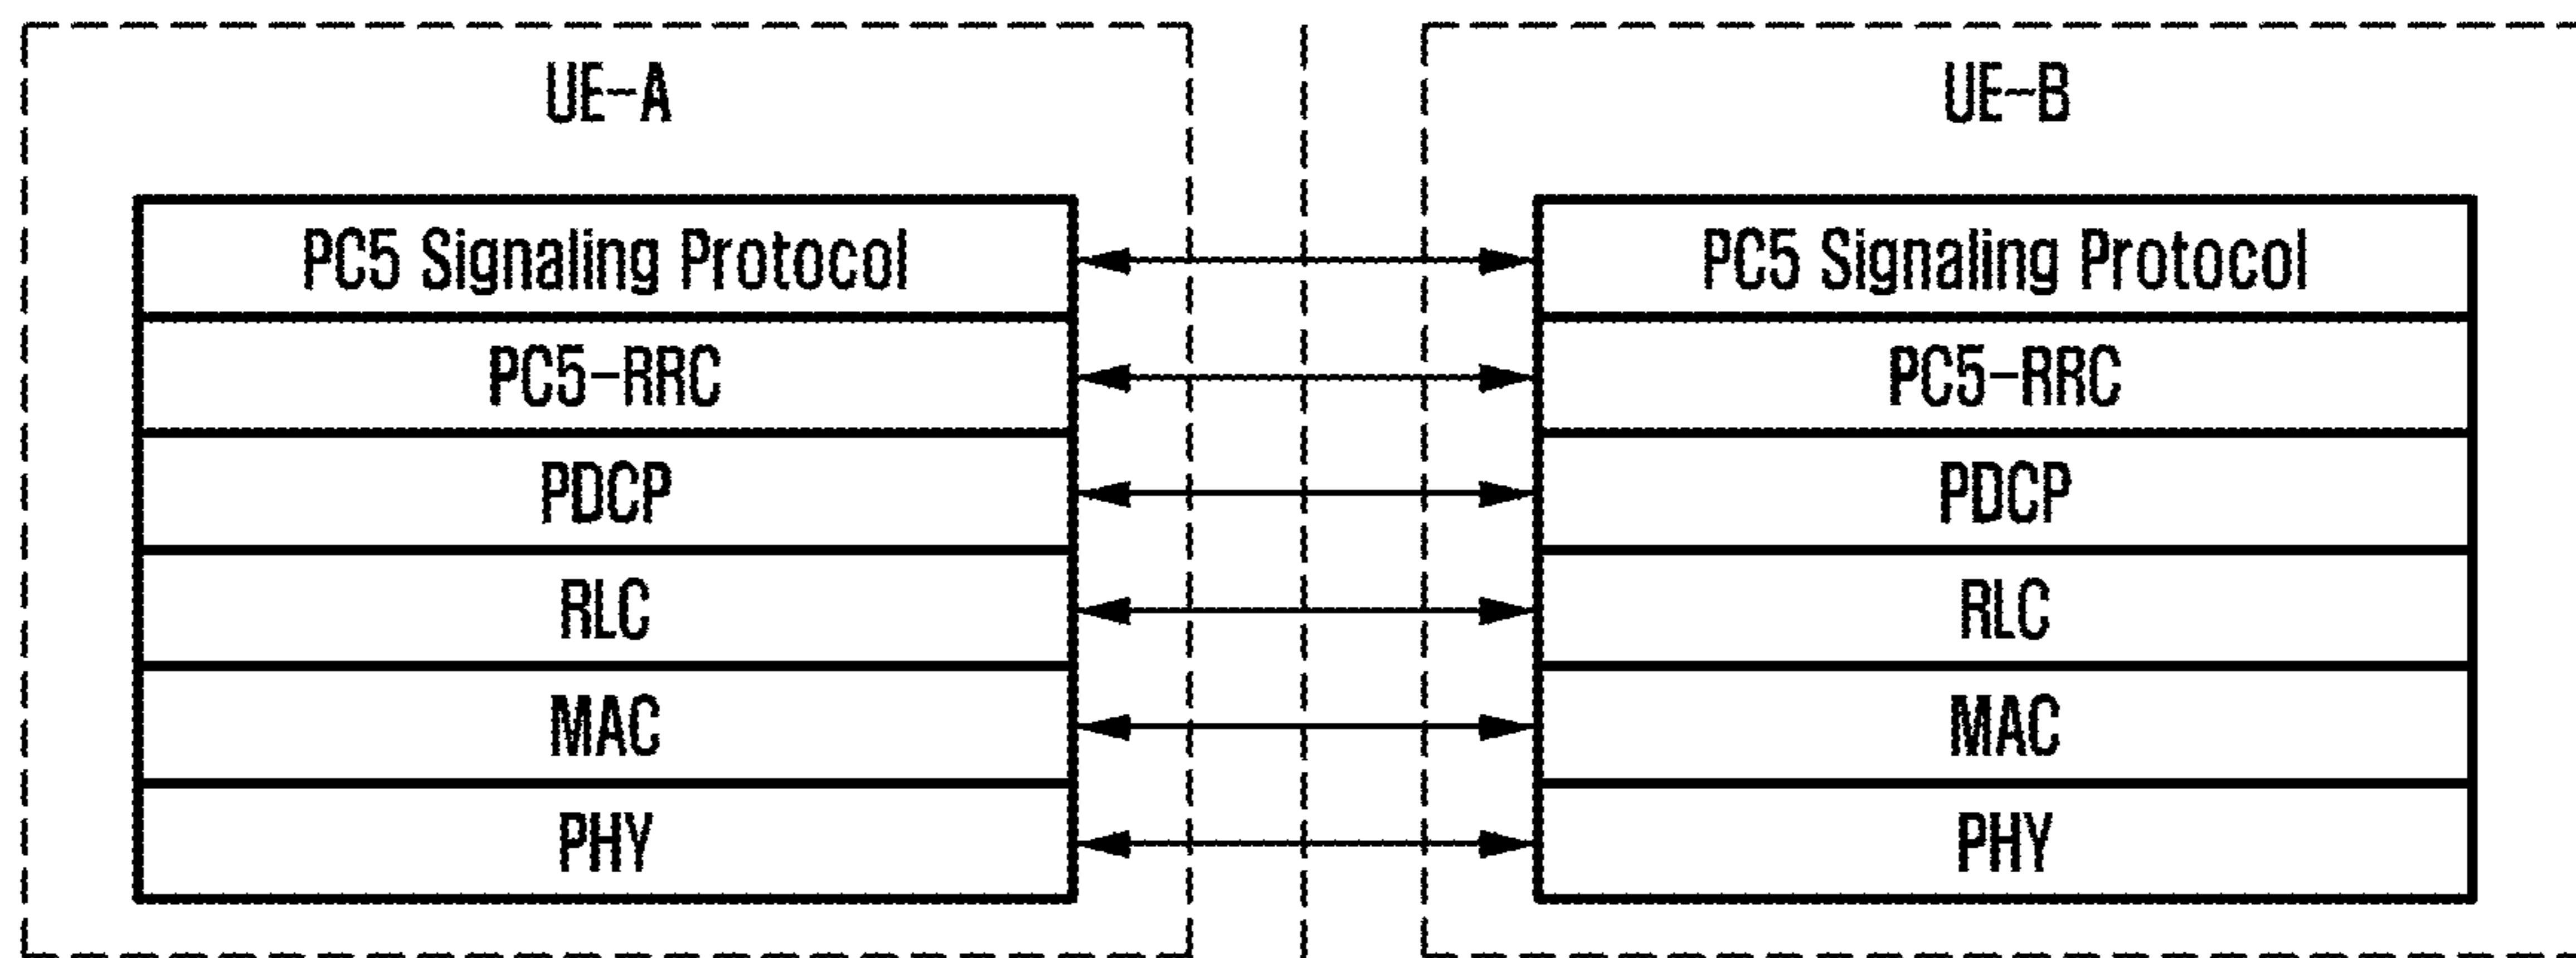 UE-A
PC5 Signaling Protocol
PC5-RRC
PDCP
RLC
MAC
PHY
UE-B
PC5 Signaling Protocol
PC5-RRC
PDCP
RLC
MAC
PHY